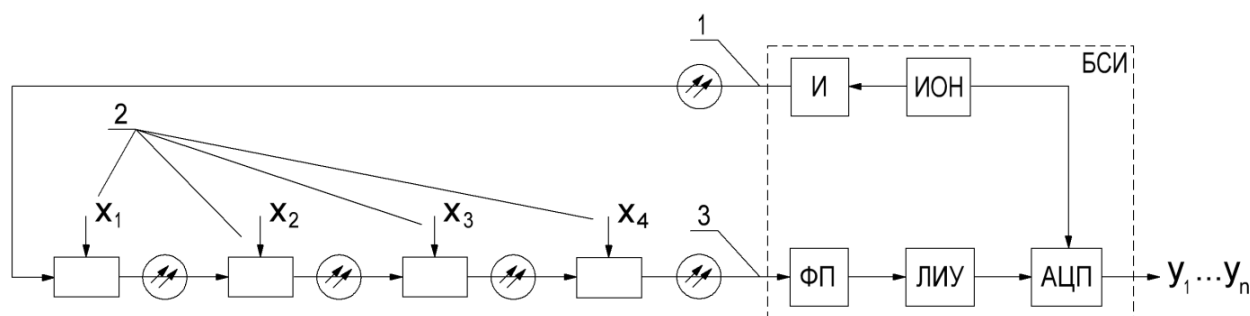 1
БСИ
И ИОН
2
x₁ x₂ x₃ x₄
3
ФП ЛИУ АЦП y₁...yₙ